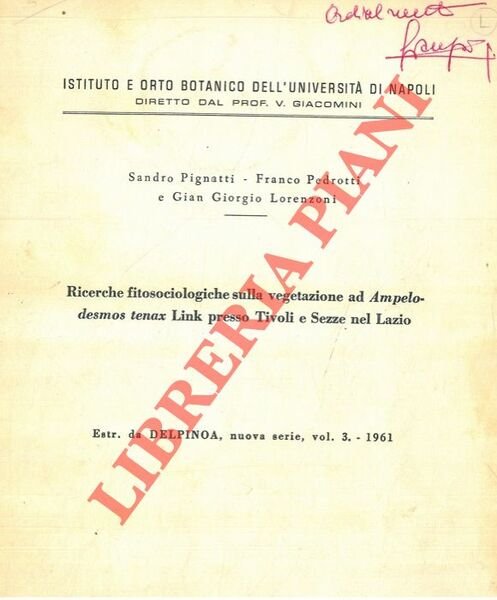 Cordialmente
ISTITUTO E ORTO BOTANICO DELL'UNIVERSITÀ DI NAPOLI
DIRETTO DAL PROF. V. GIACOMINI
Sandro Pignatti - Franco Pedrotti
e Gian Giorgio Lorenzoni
Ricerche fitosociologiche sulla vegetazione ad Ampelo-
desmos tenax Link presso Tivoli e Sezze nel Lazio
Estr. da DELPINOA, nuova serie, vol. 3. - 1961
LIBRERIA PIANI